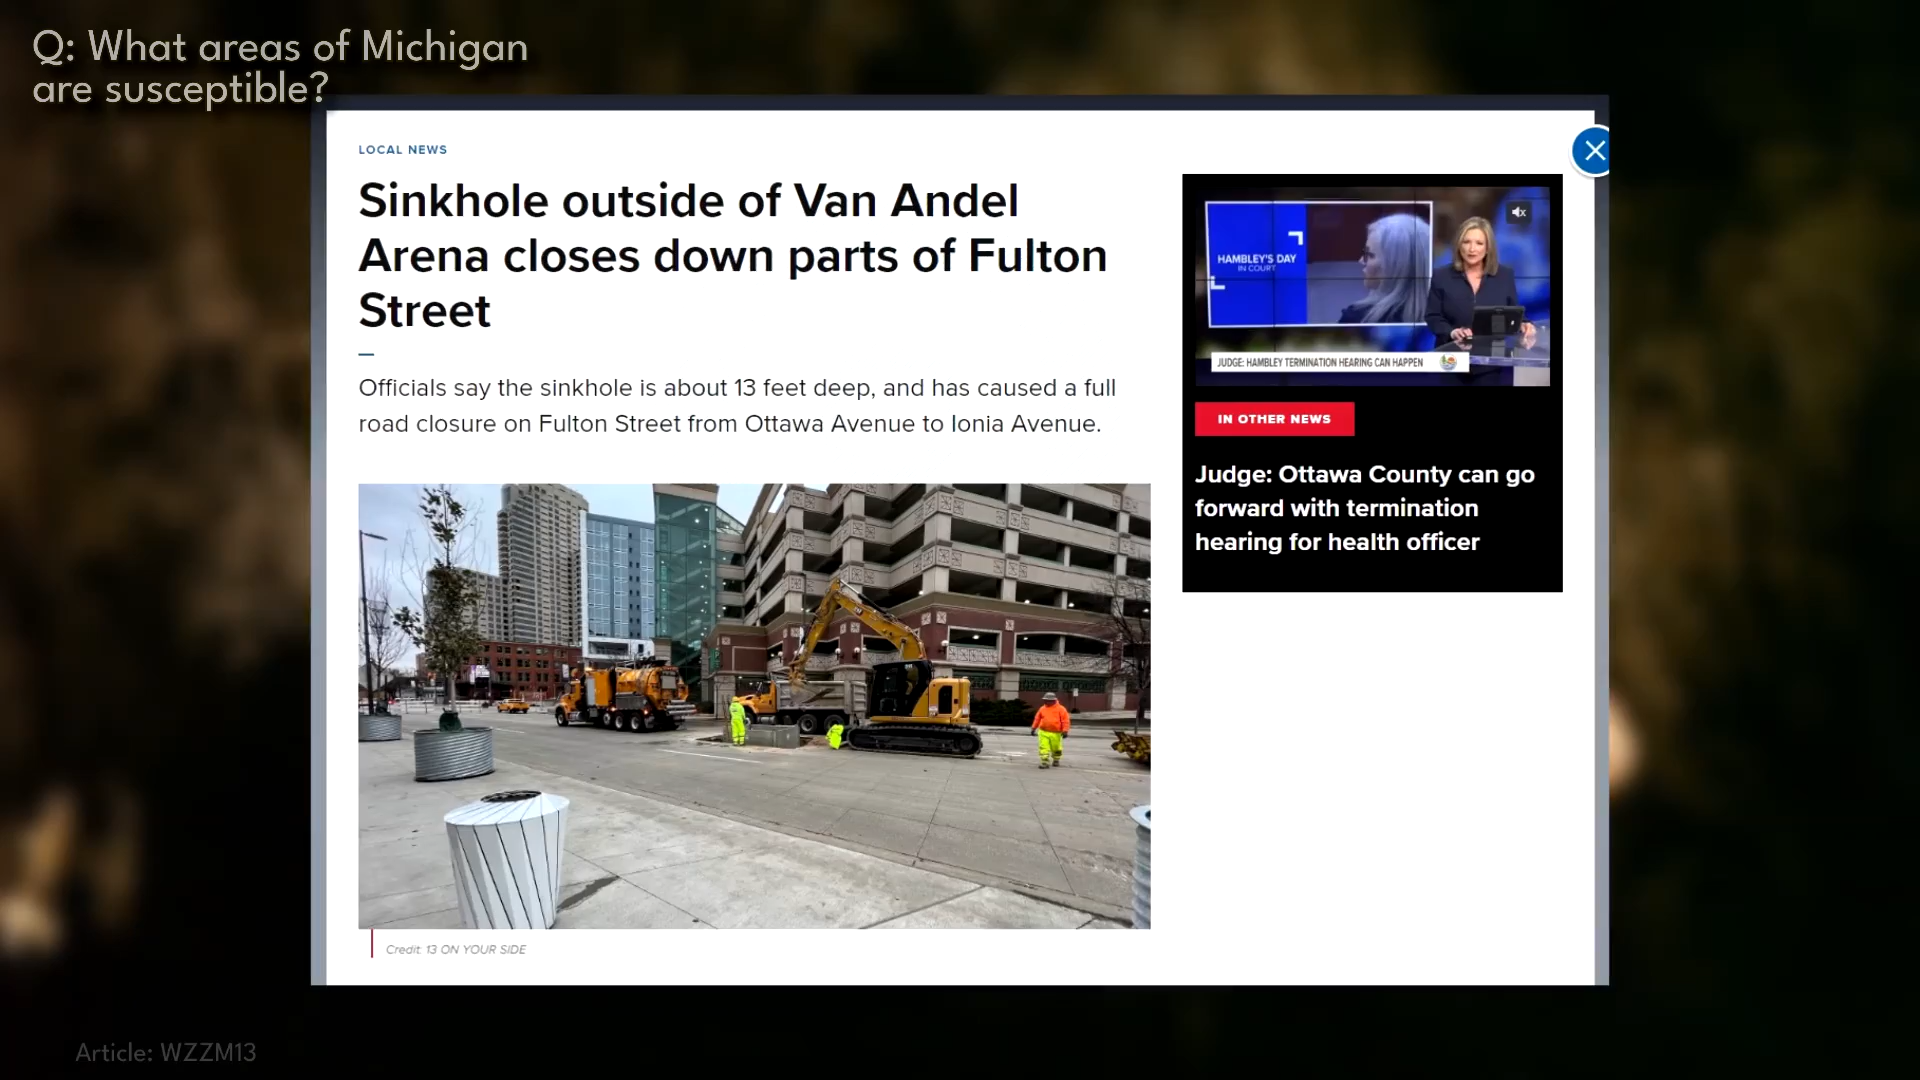 Q: What areas of Michigan
are susceptible?
LOCAL NEWS
Sinkhole outside of Van Andel
Arena closes down parts of Fulton
Street
Officials say the sinkhole is about 13 feet deep, and has caused a full
road closure on Fulton Street from Ottawa Avenue to Ionia Avenue.
Credit: 13 ON YOUR SIDE
HAMBLEY'S DAY
IN COURT
JUDGE: HAMBLEY TERMINATION HEARING CAN HAPPEN
IN OTHER NEWS
Judge: Ottawa County can go
forward with termination
hearing for health officer
Article: WZZM13